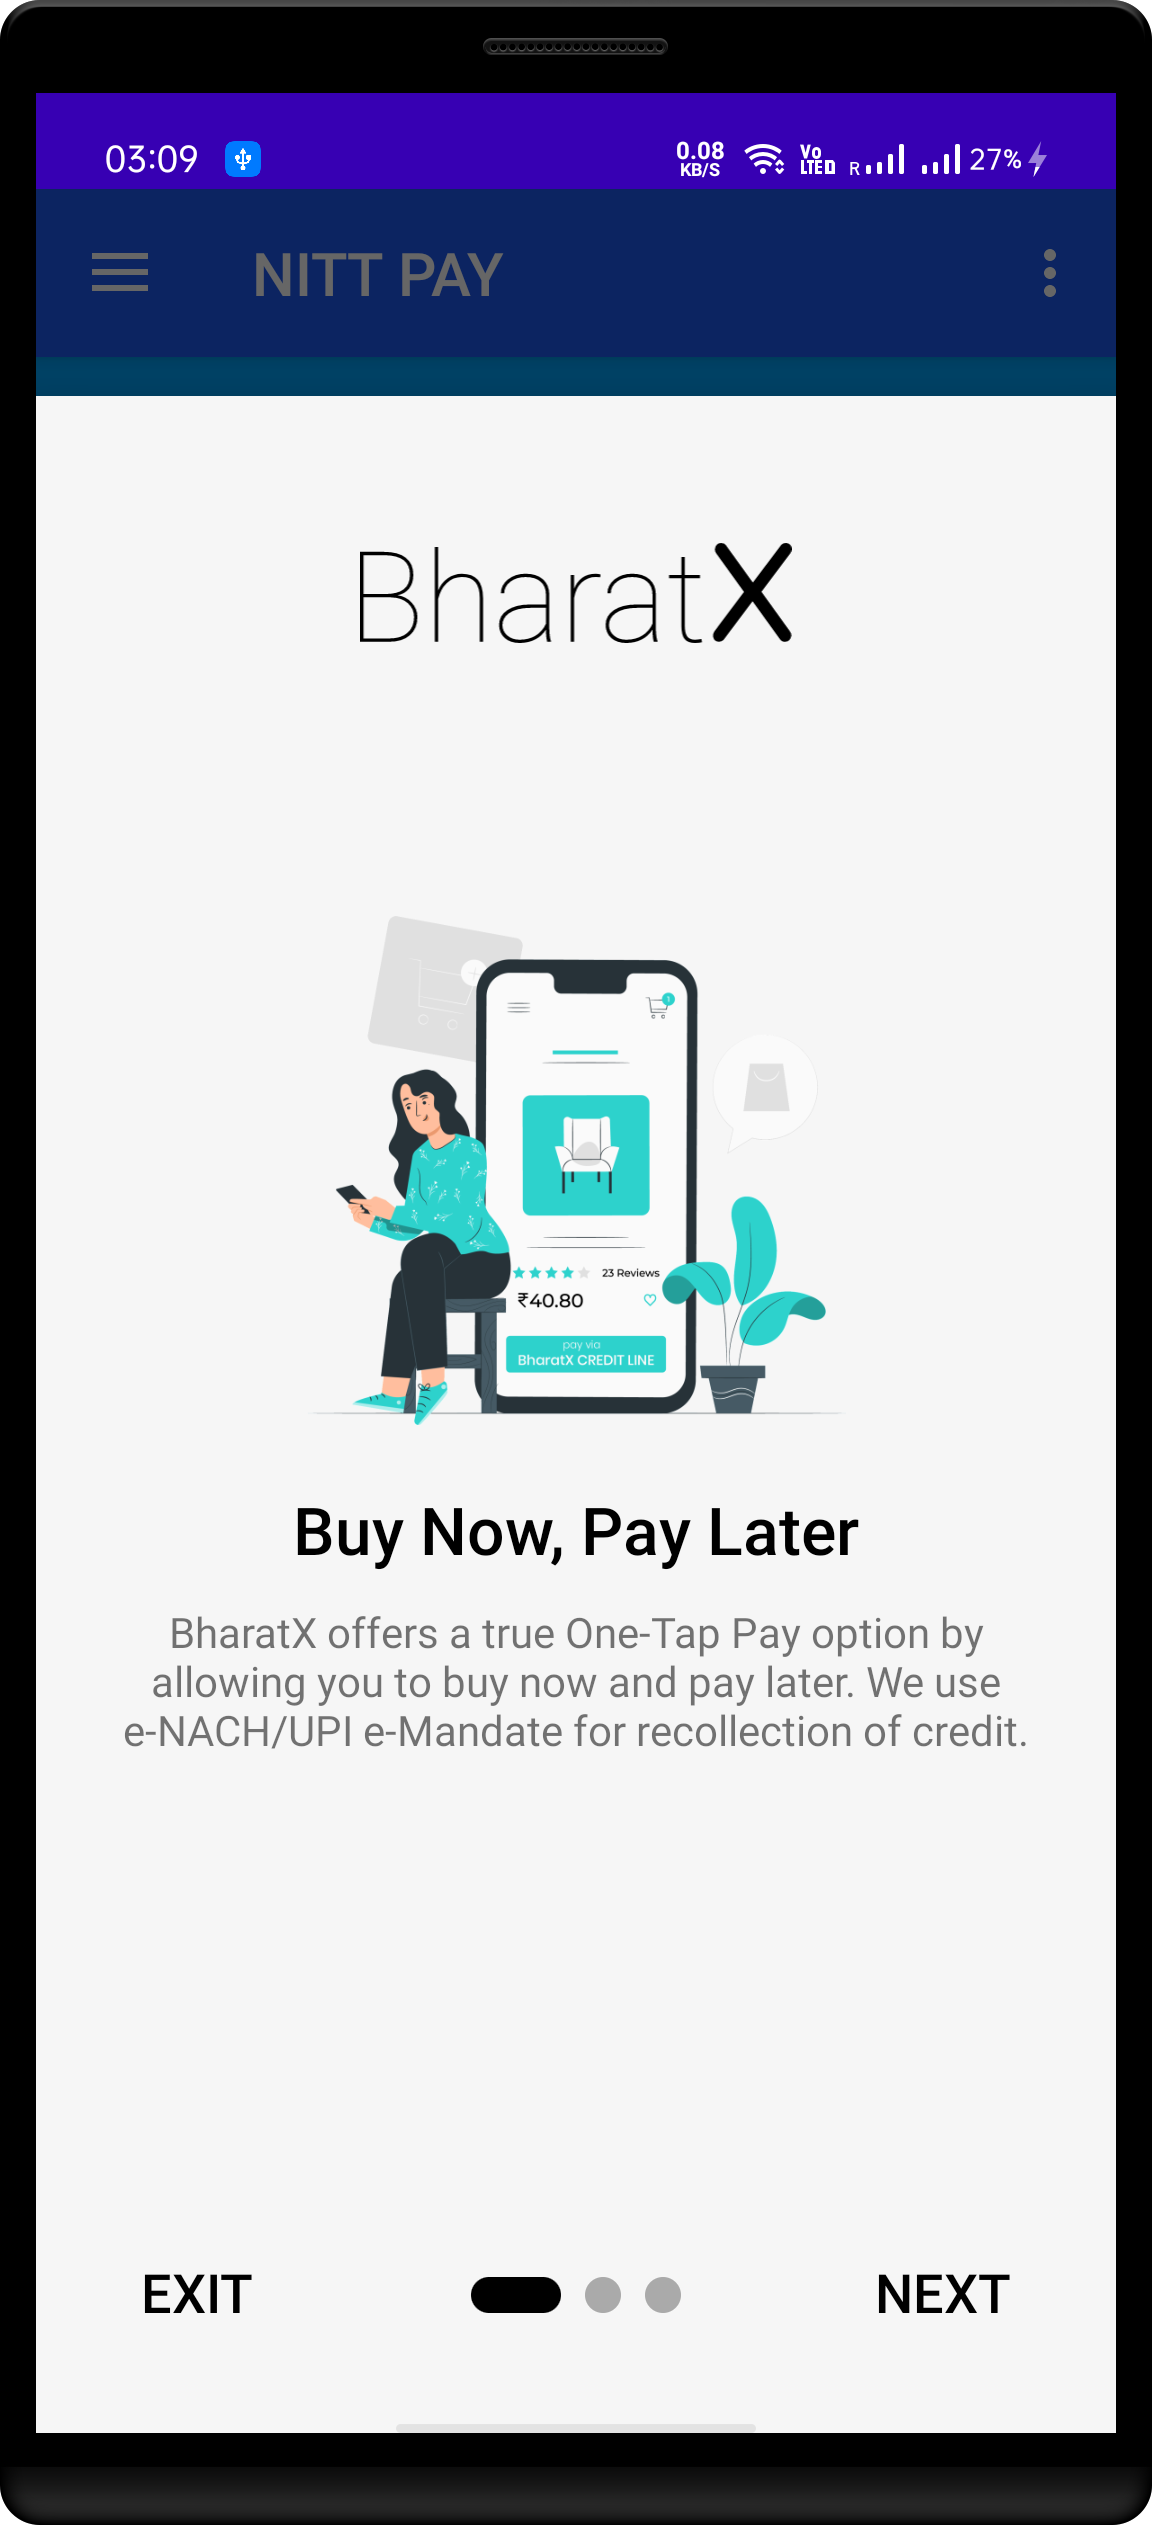 03:09 0.08 KB/S Vo LTED R 27%
NITT PAY
BharatX
1
23 Reviews
₹40.80
pay via
BharatX CREDIT LINE
Buy Now, Pay Later
BharatX offers a true One-Tap Pay option by
allowing you to buy now and pay later. We use
e-NACH/UPI e-Mandate for recollection of credit.
EXIT NEXT